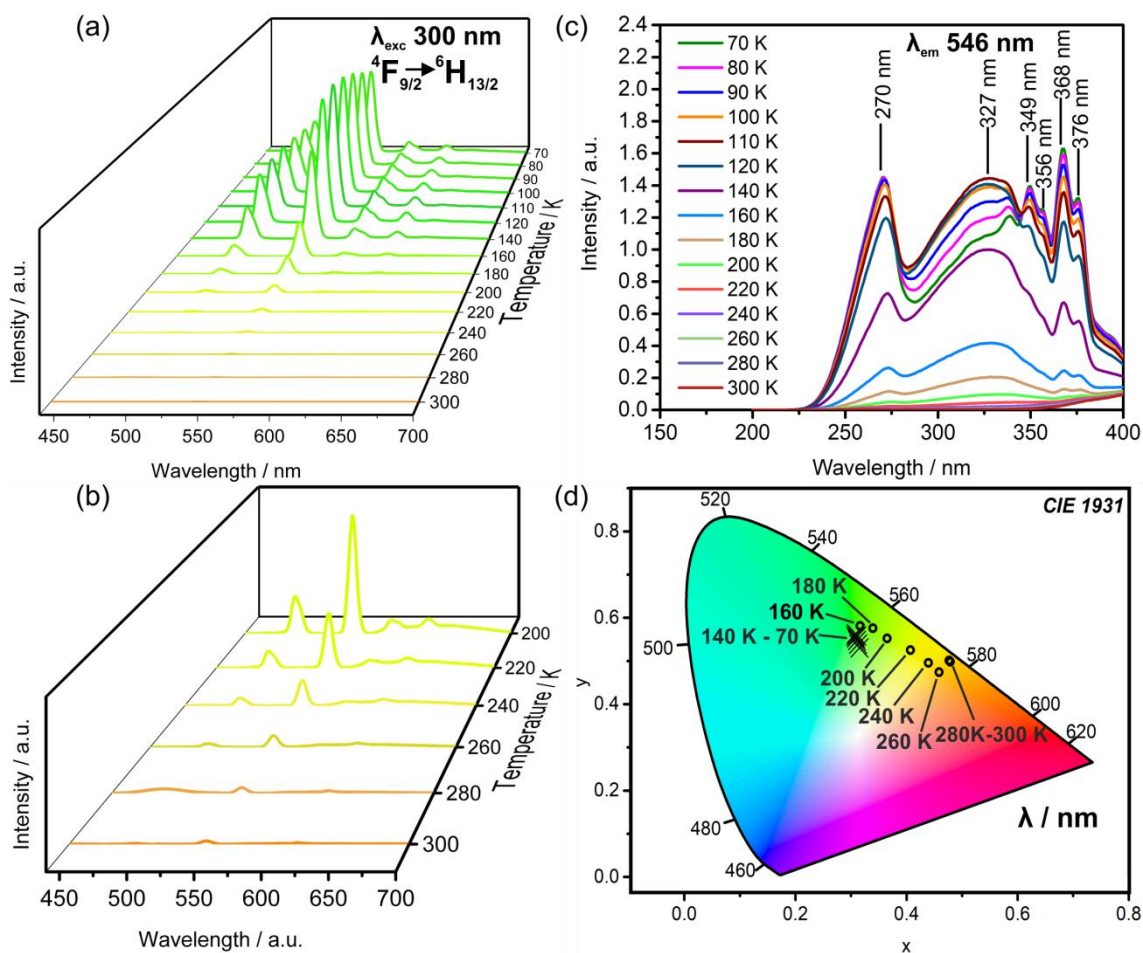 (a)
λexc 300 nm
⁴F9/2→⁶H13/2
Intensity / a.u.
70
80
90
100
110
120
140
160
180
200
220
240
260
280
300
Temperature / K
450 500 550 600 650 700
Wavelength / nm
(c)
λem 546 nm
Intensity / a.u.
2.4
2.2
2.0
1.8
1.6
1.4
1.2
1.0
0.8
0.6
0.4
0.2
0.0
70 K
80 K
90 K
100 K
110 K
120 K
140 K
160 K
180 K
200 K
220 K
240 K
260 K
280 K
300 K
270 nm
327 nm
349 nm
356 nm
368 nm
376 nm
150 200 250 300 350 400
Wavelength / nm
(b)
Intensity / a.u.
200
220
240
260
280
300
Temperature / K
450 500 550 600 650 700
Wavelength / a.u.
(d)
CIE 1931
y
0.8
0.6
0.4
0.2
0.0
520
540
560
580
600
620
500
480
460
180 K
160 K
140 K - 70 K
200 K
220 K
240 K
260 K
280K-300 K
λ / nm
0.0 0.2 0.4 0.6 0.8
x